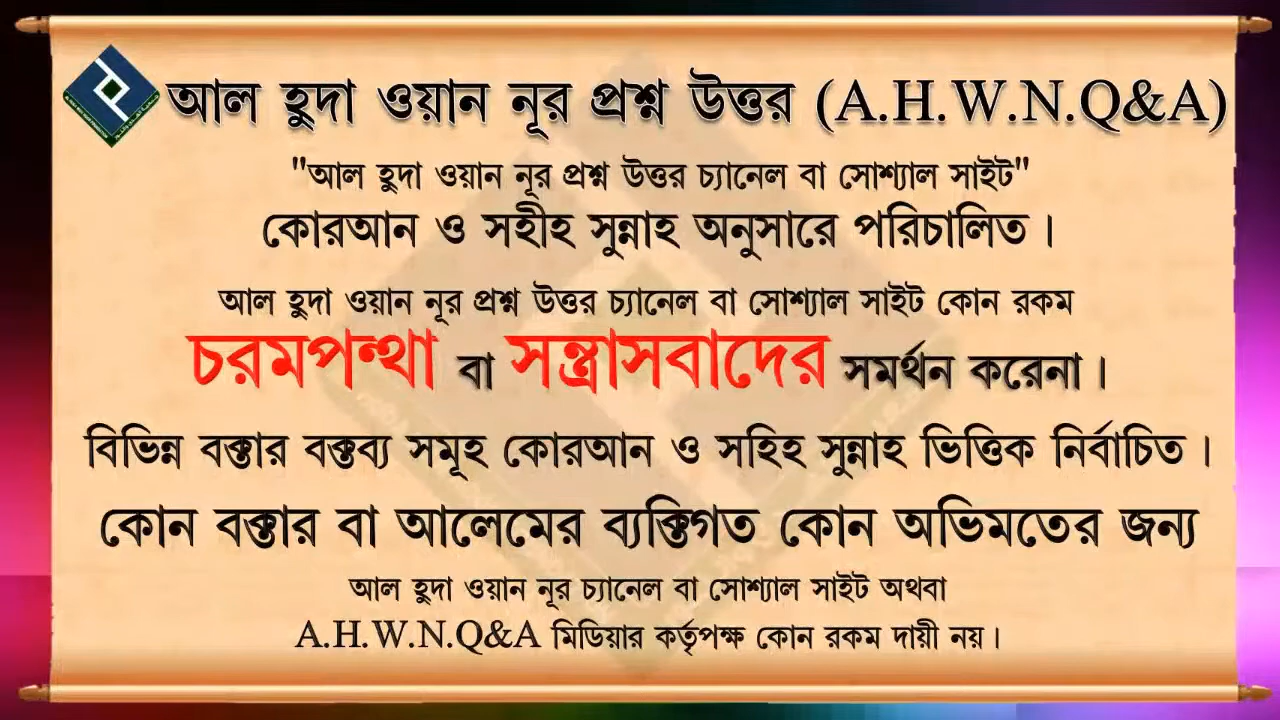 আল হুদা ওয়ান নূর প্রশ্ন উত্তর (A.H.W.N.Q&A)
"আল হুদা ওয়ান নূর প্রশ্ন উত্তর চ্যানেল বা সোশ্যাল সাইট"
কোরআন ও সহীহ সুন্নাহ অনুসারে পরিচালিত।
আল হুদা ওয়ান নূর প্রশ্ন উত্তর চ্যানেল বা সোশ্যাল সাইট কোন রকম
চরমপন্থা বা সন্ত্রাসবাদের সমর্থন করেনা।
বিভিন্ন বক্তার বক্তব্য সমূহ কোরআন ও সহিহ সুন্নাহ ভিত্তিক নির্বাচিত।
কোন বক্তার বা আলেমের ব্যক্তিগত কোন অভিমতের জন্য
আল হুদা ওয়ান নূর চ্যানেল বা সোশ্যাল সাইট অথবা
A.H.W.N.Q&A মিডিয়ার কর্তৃপক্ষ কোন রকম দায়ী নয়।